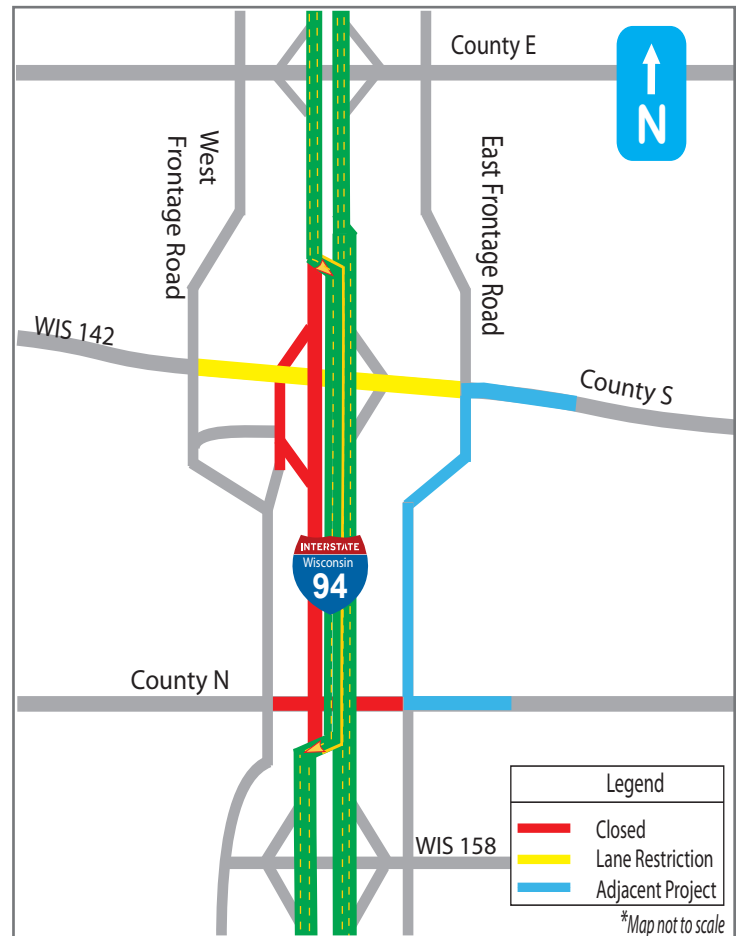 County E
N
West
Frontage Road
East Frontage Road
WIS 142
County S
INTERSTATE
Wisconsin
94
County N
WIS 158
Legend
Closed
Lane Restriction
Adjacent Project
*Map not to scale